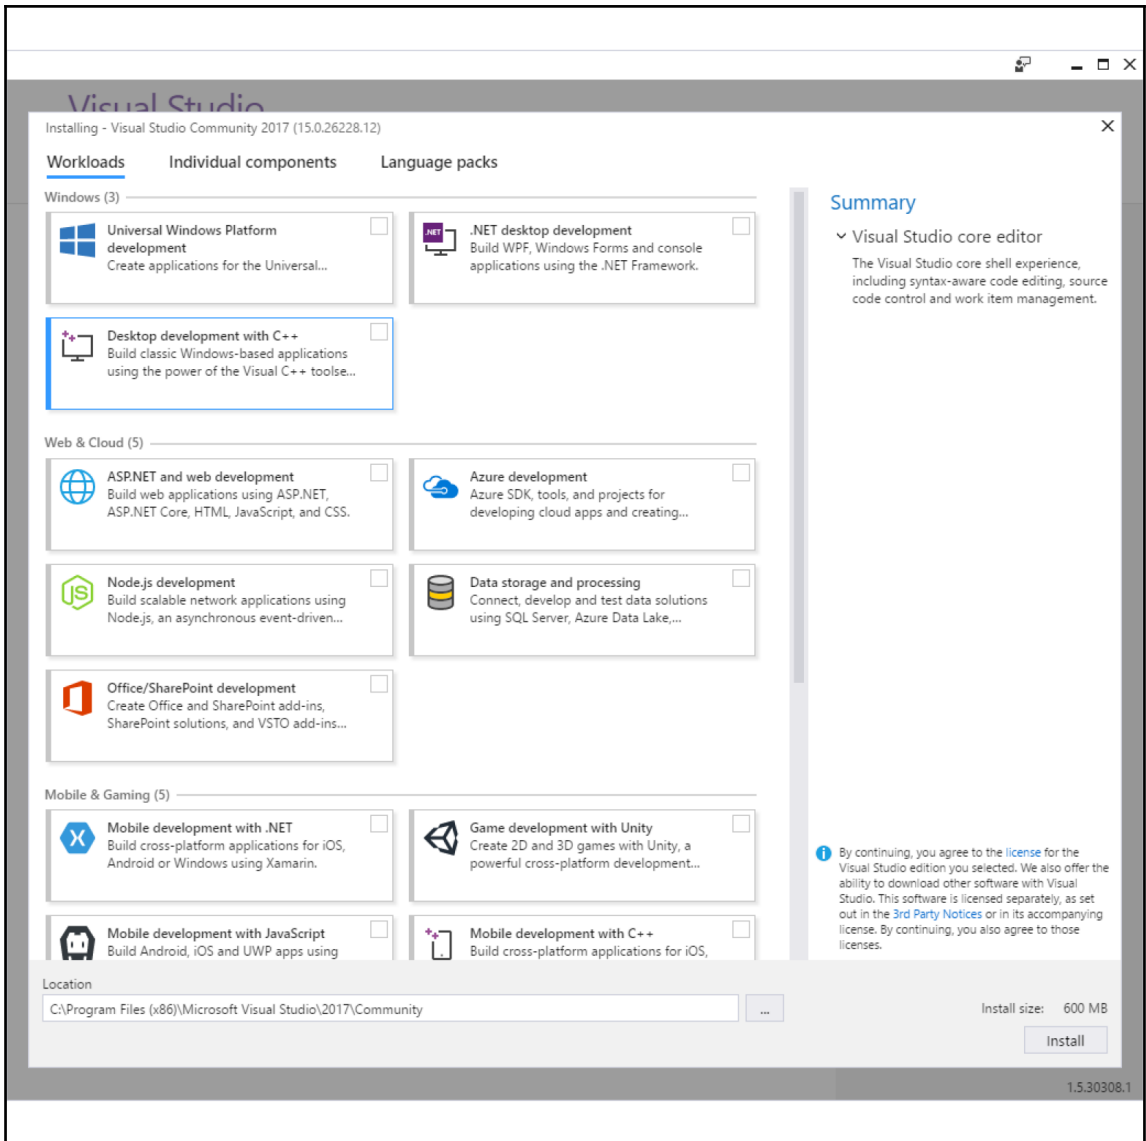 Visual Studio
Installing - Visual Studio Community 2017 (15.0.26228.12)
Workloads
Individual components
Language packs
Windows (3)
Universal Windows Platform
development
Create applications for the Universal...
.NET
.NET desktop development
Build WPF, Windows Forms and console
applications using the .NET Framework.
Desktop development with C++
Build classic Windows-based applications
using the power of the Visual C++ toolse...
Web & Cloud (5)
ASP.NET and web development
Build web applications using ASP.NET,
ASP.NET Core, HTML, JavaScript, and CSS.
Azure development
Azure SDK, tools, and projects for
developing cloud apps and creating...
JS
Node.js development
Build scalable network applications using
Node.js, an asynchronous event-driven...
Data storage and processing
Connect, develop and test data solutions
using SQL Server, Azure Data Lake,...
Office/SharePoint development
Create Office and SharePoint add-ins,
SharePoint solutions, and VSTO add-ins...
Mobile & Gaming (5)
Mobile development with .NET
Build cross-platform applications for iOS,
Android or Windows using Xamarin.
Game development with Unity
Create 2D and 3D games with Unity, a
powerful cross-platform development...
Mobile development with JavaScript
Build Android, iOS and UWP apps using
Mobile development with C++
Build cross-platform applications for iOS,
Summary
Visual Studio core editor
The Visual Studio core shell experience,
including syntax-aware code editing, source
code control and work item management.
By continuing, you agree to the license for the
Visual Studio edition you selected. We also offer the
ability to download other software with Visual
Studio. This software is licensed separately, as set
out in the 3rd Party Notices or in its accompanying
license. By continuing, you also agree to those
licenses.
Location
C:\Program Files (x86)\Microsoft Visual Studio\2017\Community
...
Install size: 600 MB
Install
1.5.30308.1